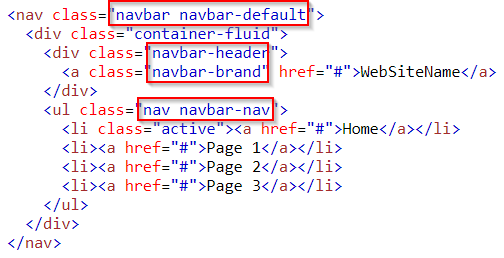 <nav class="navbar navbar-default">
<div class="container-fluid">
<div class="navbar-header">
<a class="navbar-brand" href="#">WebSiteName</a>
</div>
<ul class="nav navbar-nav">
<li class="active"><a href="#">Home</a></li>
<li><a href="#">Page 1</a></li>
<li><a href="#">Page 2</a></li>
<li><a href="#">Page 3</a></li>
</ul>
</div>
</nav>